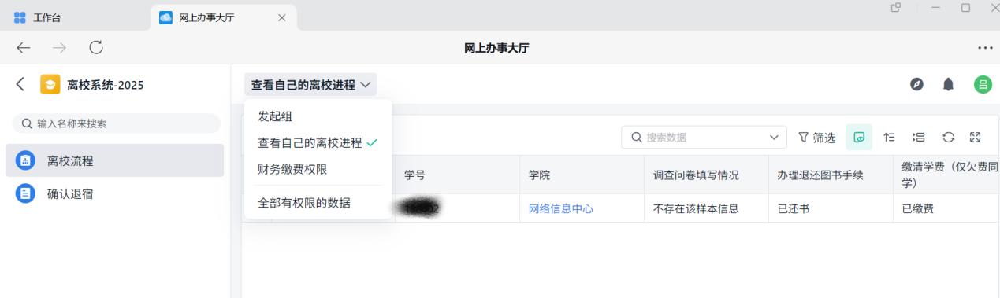 工作台
网上办事大厅
网上办事大厅
离校系统-2025
输入名称来搜索
离校流程
确认退宿
查看自己的离校进程
吕
发起组
查看自己的离校进程
财务缴费权限
全部有权限的数据
搜索数据
筛选
学号
学院
调查问卷填写情况
办理退还图书手续
缴清学费（仅欠费同
学）
网络信息中心
不存在该样本信息
已还书
已缴费